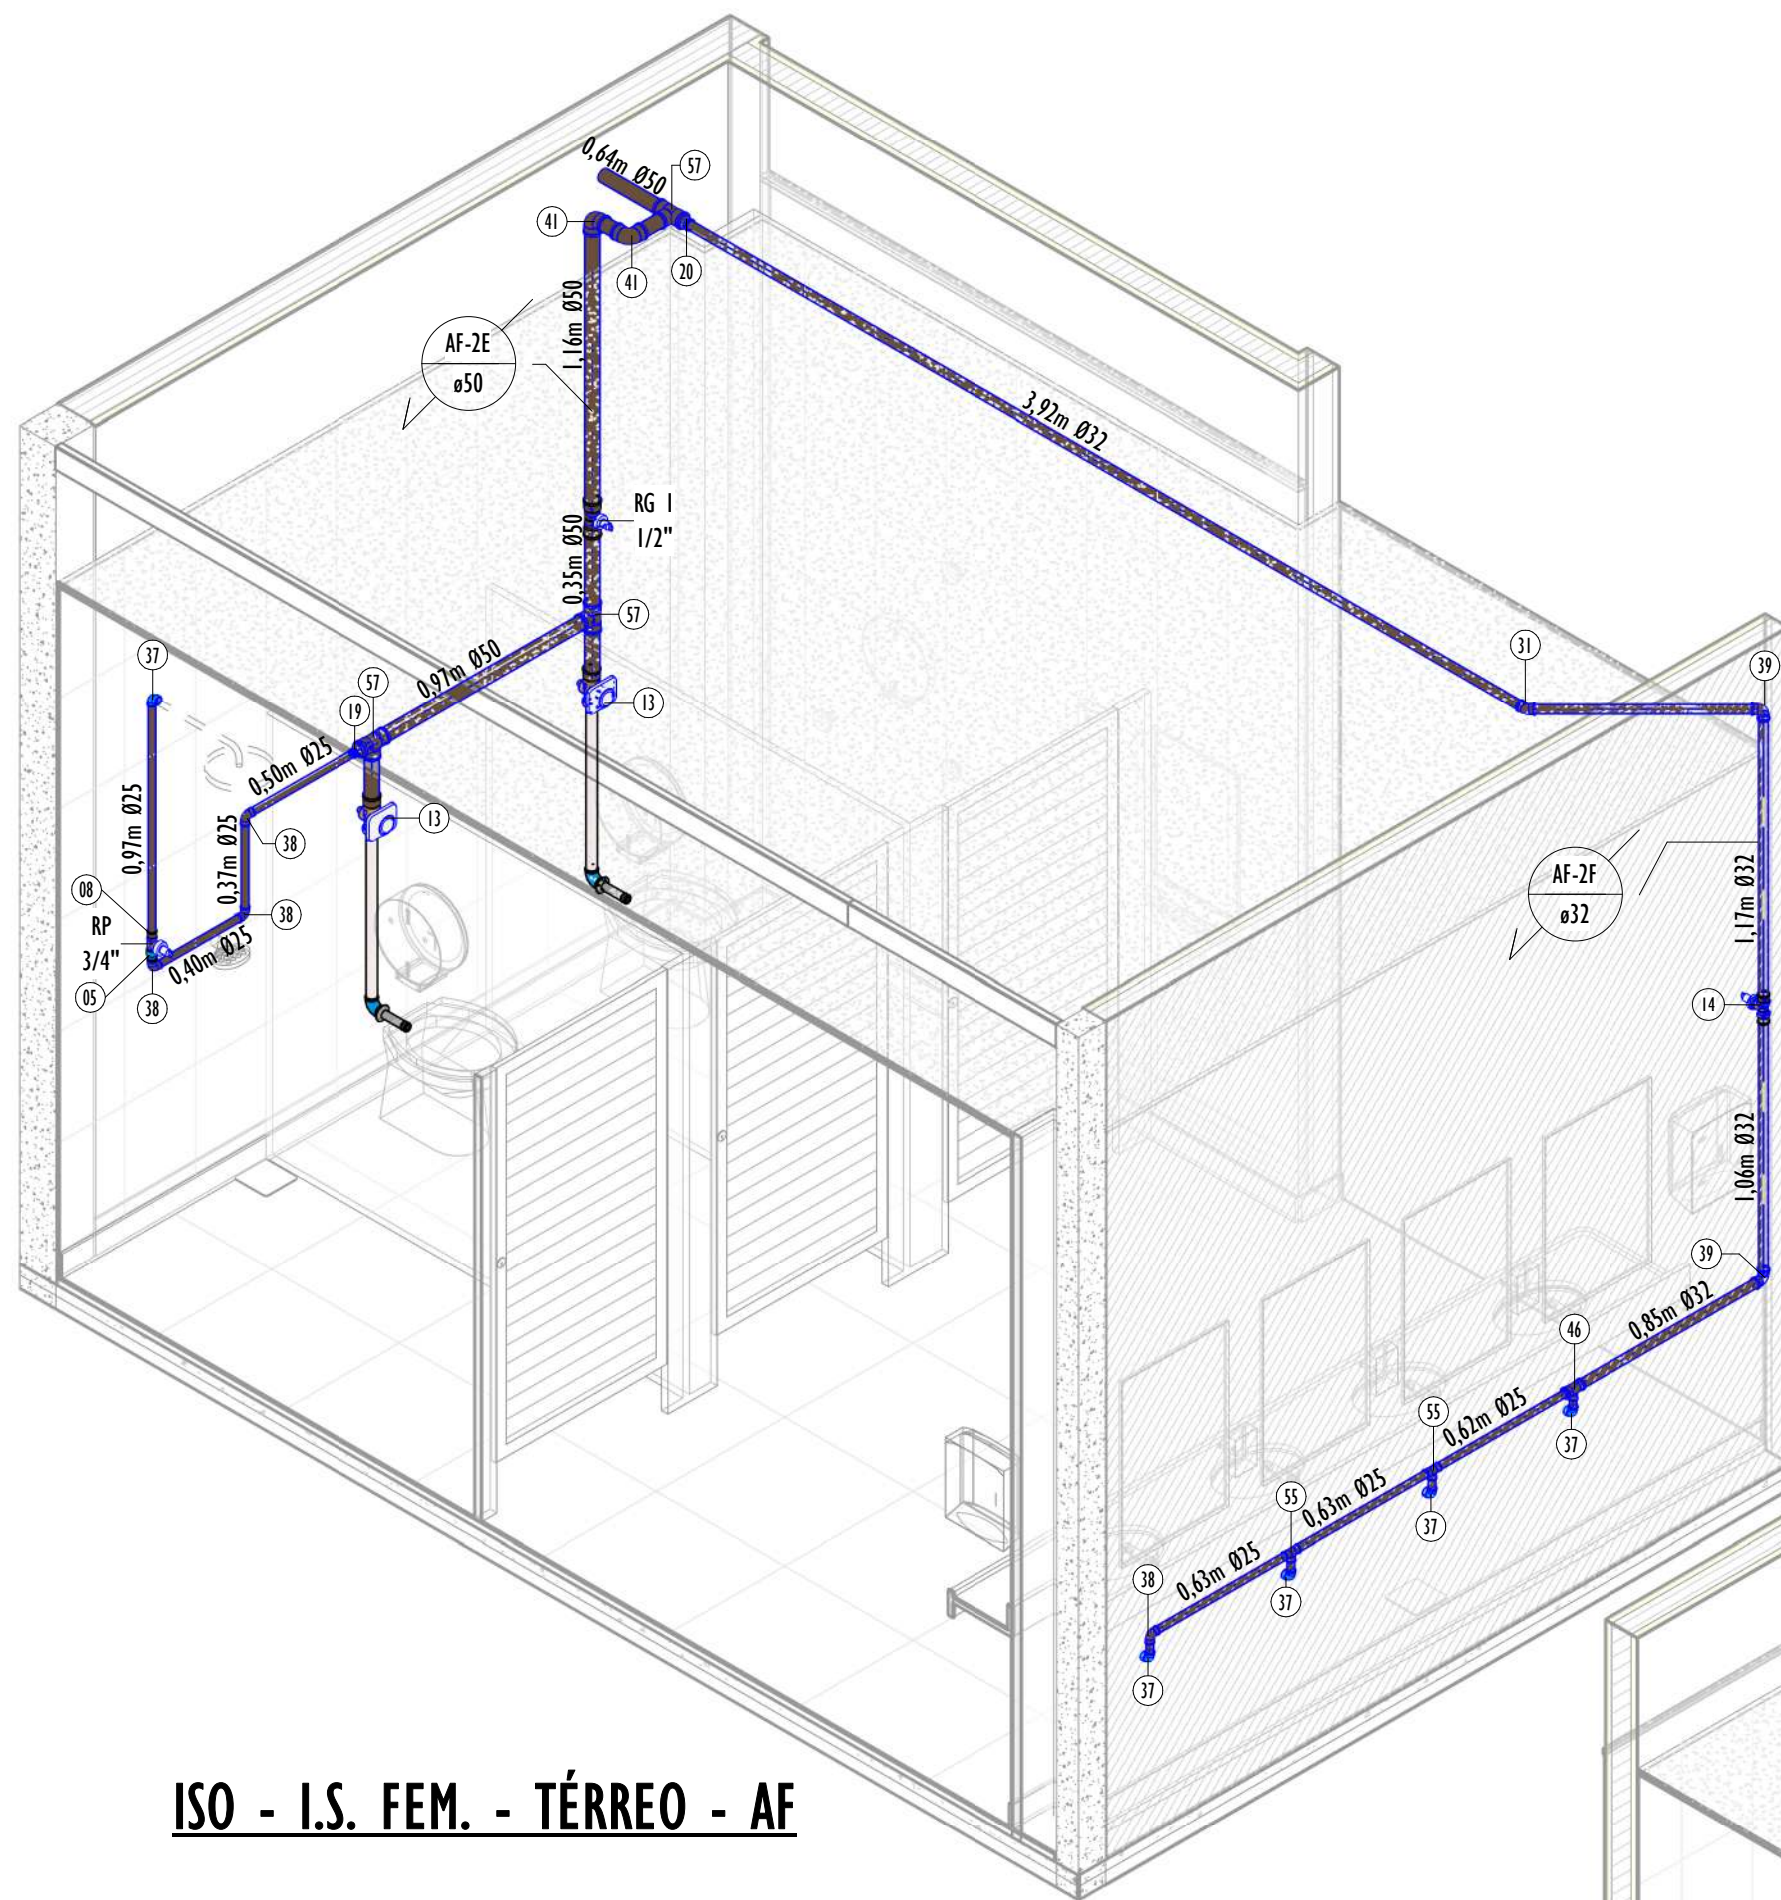 0,64m Ø50
57
41
41
20
1,16m Ø50
AF-2E
ø50
3,92m Ø32
RG 1
1/2"
0,35m Ø50
57
31
39
37
0,97m Ø50
57
19
13
0,50m Ø25
0,97m Ø25
0,37m Ø25
38
13
08
38
RP
3/4"
0,40m Ø25
05
38
AF-2F
ø32
1,17m Ø32
14
1,06m Ø32
39
0,85m Ø32
46
0,62m Ø25
55
37
0,63m Ø25
55
37
0,63m Ø25
38
37
37
ISO - I.S. FEM. - TÉRREO - AF